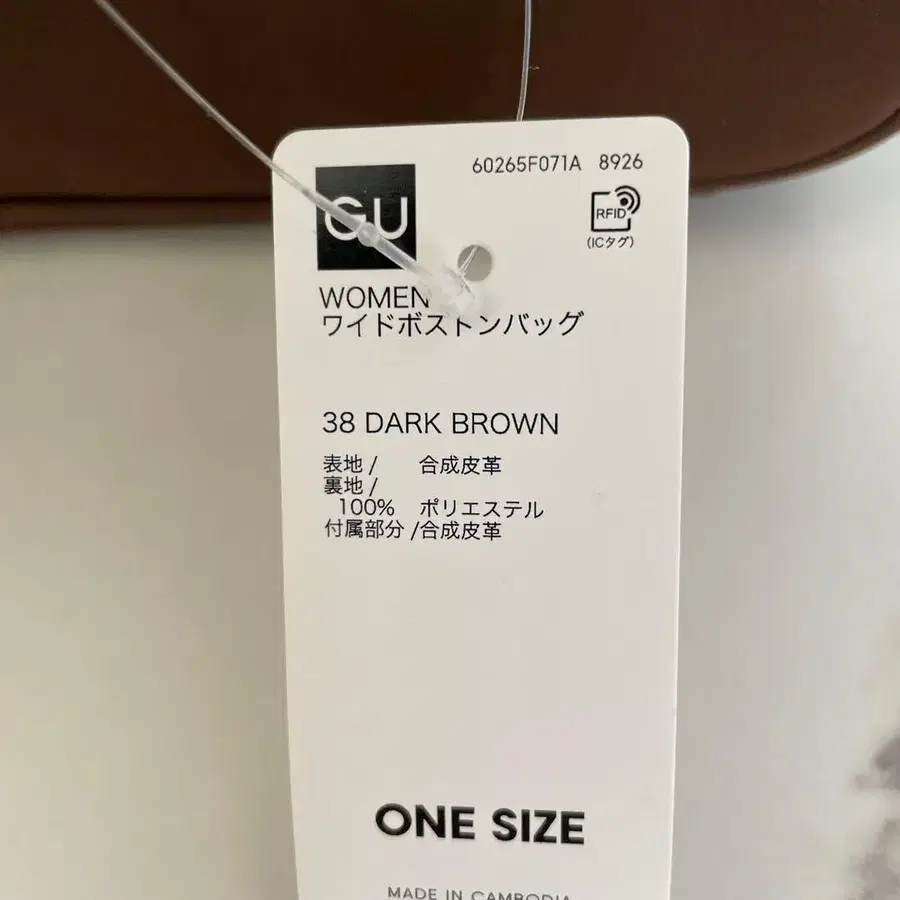 60265F071A 8926
GU
RFID
(ICタグ)
WOMEN
ワイドボストンバッグ
38 DARK BROWN
表地 / 合成皮革
裏地 /
100% ポリエステル
付属部分 /合成皮革
ONE SIZE
MADE IN CAMBODIA